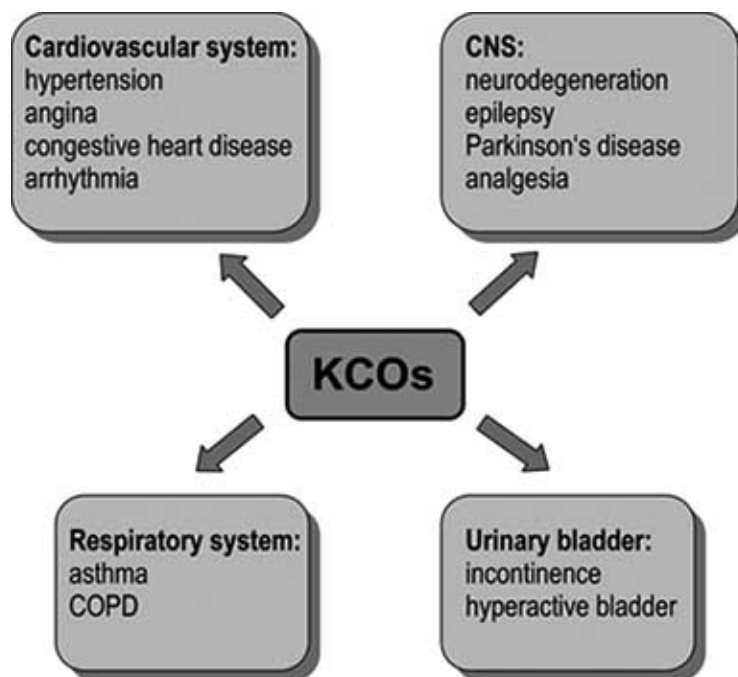 Cardiovascular system:
hypertension
angina
congestive heart disease
arrhythmia
CNS:
neurodegeneration
epilepsy
Parkinson's disease
analgesia
KCOs
Respiratory system:
asthma
COPD
Urinary bladder:
incontinence
hyperactive bladder